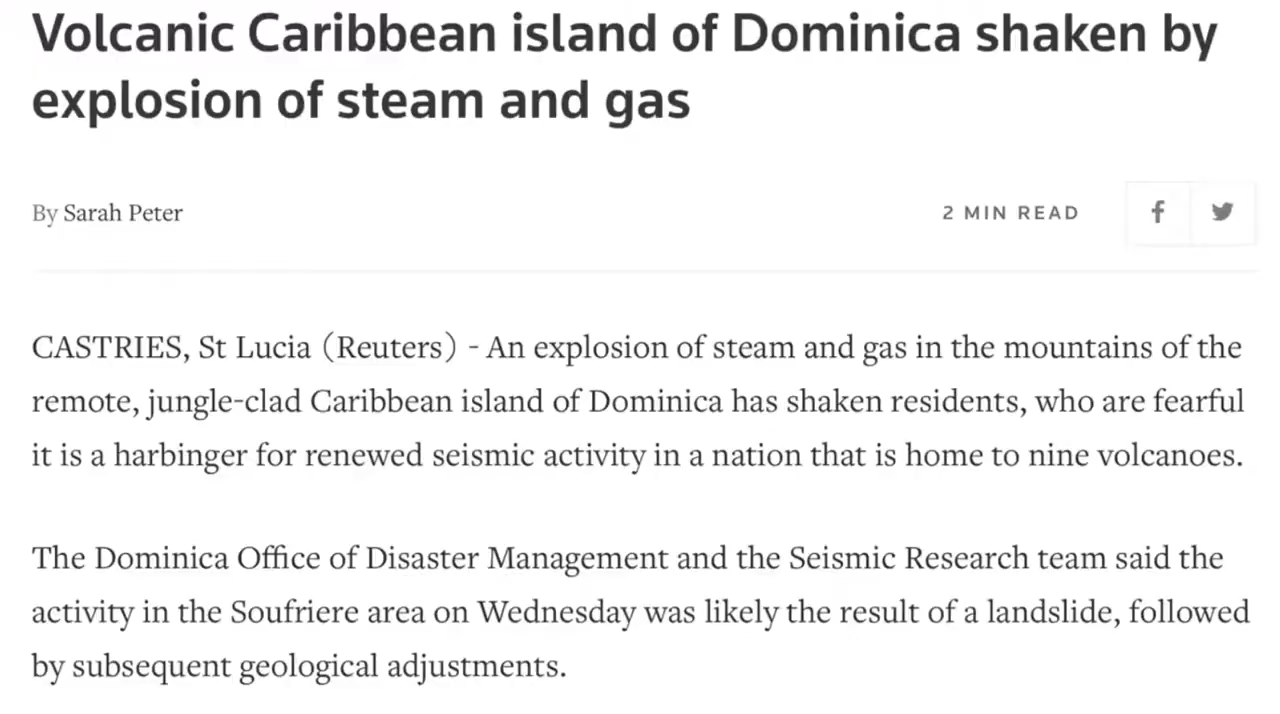 Volcanic Caribbean island of Dominica shaken by
explosion of steam and gas
By Sarah Peter
2 MIN READ
CASTRIES, St Lucia (Reuters) - An explosion of steam and gas in the mountains of the
remote, jungle-clad Caribbean island of Dominica has shaken residents, who are fearful
it is a harbinger for renewed seismic activity in a nation that is home to nine volcanoes.
The Dominica Office of Disaster Management and the Seismic Research team said the
activity in the Soufriere area on Wednesday was likely the result of a landslide, followed
by subsequent geological adjustments.